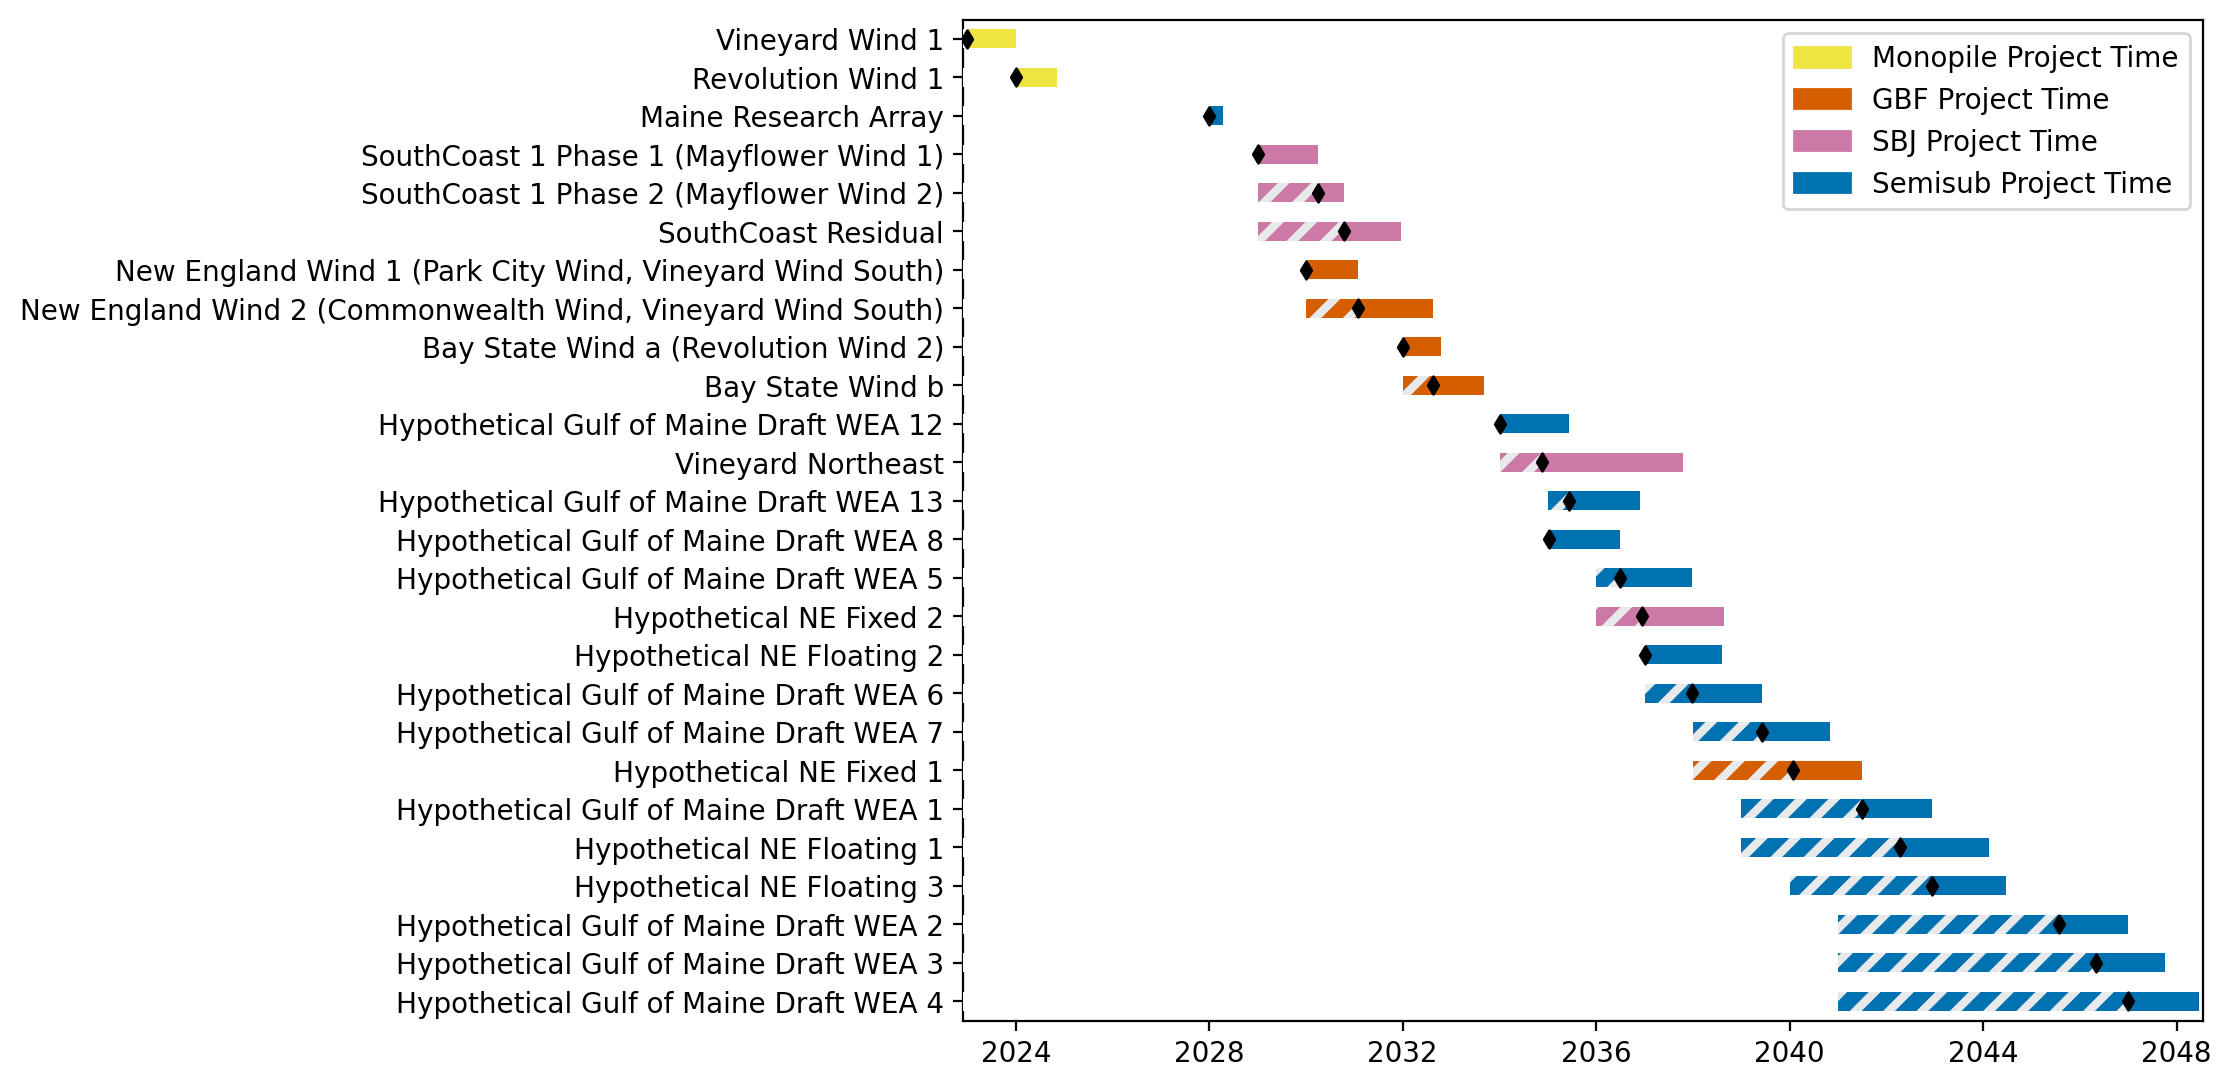 Vineyard Wind 1
Revolution Wind 1
Maine Research Array
SouthCoast 1 Phase 1 (Mayflower Wind 1)
SouthCoast 1 Phase 2 (Mayflower Wind 2)
SouthCoast Residual
New England Wind 1 (Park City Wind, Vineyard Wind South)
New England Wind 2 (Commonwealth Wind, Vineyard Wind South)
Bay State Wind a (Revolution Wind 2)
Bay State Wind b
Hypothetical Gulf of Maine Draft WEA 12
Vineyard Northeast
Hypothetical Gulf of Maine Draft WEA 13
Hypothetical Gulf of Maine Draft WEA 8
Hypothetical Gulf of Maine Draft WEA 5
Hypothetical NE Fixed 2
Hypothetical NE Floating 2
Hypothetical Gulf of Maine Draft WEA 6
Hypothetical Gulf of Maine Draft WEA 7
Hypothetical NE Fixed 1
Hypothetical Gulf of Maine Draft WEA 1
Hypothetical NE Floating 1
Hypothetical NE Floating 3
Hypothetical Gulf of Maine Draft WEA 2
Hypothetical Gulf of Maine Draft WEA 3
Hypothetical Gulf of Maine Draft WEA 4
Monopile Project Time
GBF Project Time
SBJ Project Time
Semisub Project Time
2024 2028 2032 2036 2040 2044 2048